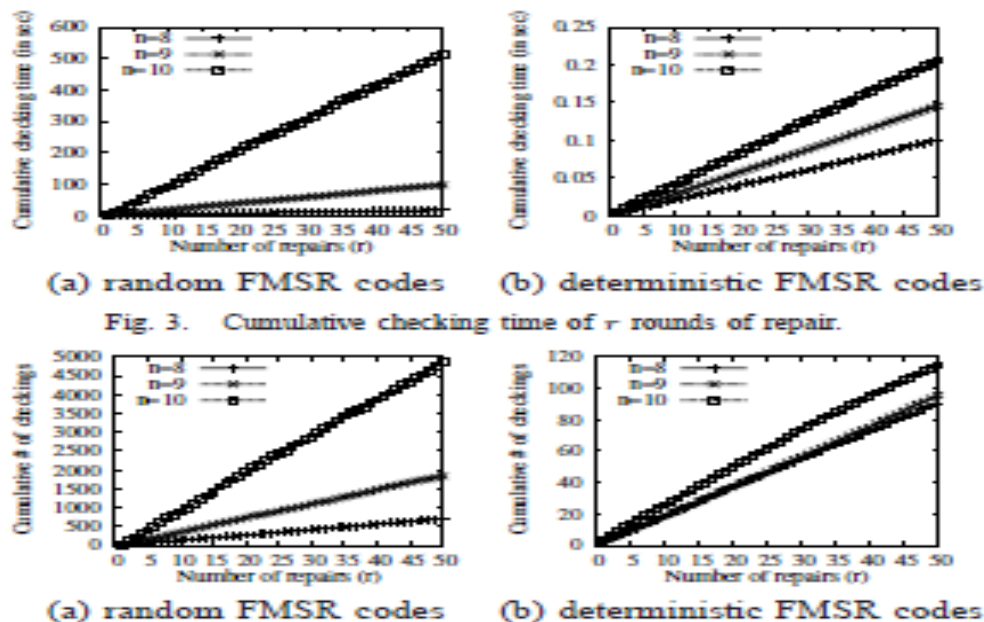 600
500
400
300
200
100
0
Cumulative checking time (in sec)
n=8
n=9
n=10
0 5 10 15 20 25 30 35 40 45 50
Number of repairs (r)
(a) random FMSR codes
0.25
0.2
0.15
0.1
0.05
0
Cumulative checking time (in sec)
n=8
n=9
n=10
0 5 10 15 20 25 30 35 40 45 50
Number of repairs (r)
(b) deterministic FMSR codes
Fig. 3. Cumulative checking time of r rounds of repair.
5000
4500
4000
3500
3000
2500
2000
1500
1000
500
0
Cumulative # of checkings
n=8
n=9
n=10
0 5 10 15 20 25 30 35 40 45 50
Number of repairs (r)
(a) random FMSR codes
120
100
80
60
40
20
0
Cumulative # of checkings
n=8
n=9
n=10
0 5 10 15 20 25 30 35 40 45 50
Number of repairs (r)
(b) deterministic FMSR codes